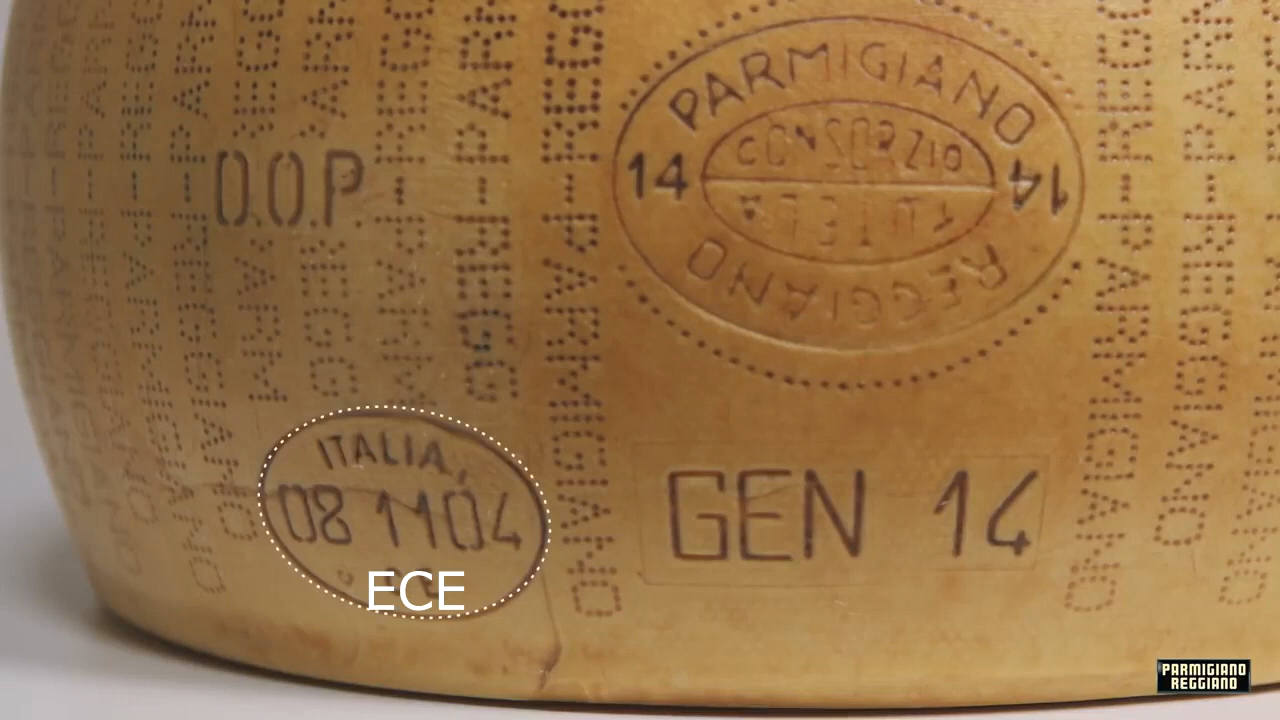 D.O.P.
PARMIGIANO
14 CONSORZIO 14
TUTELA
REGGIANO
ITALIA
08 1104
ECE
GEN 14
PARMIGIANO
REGGIANO